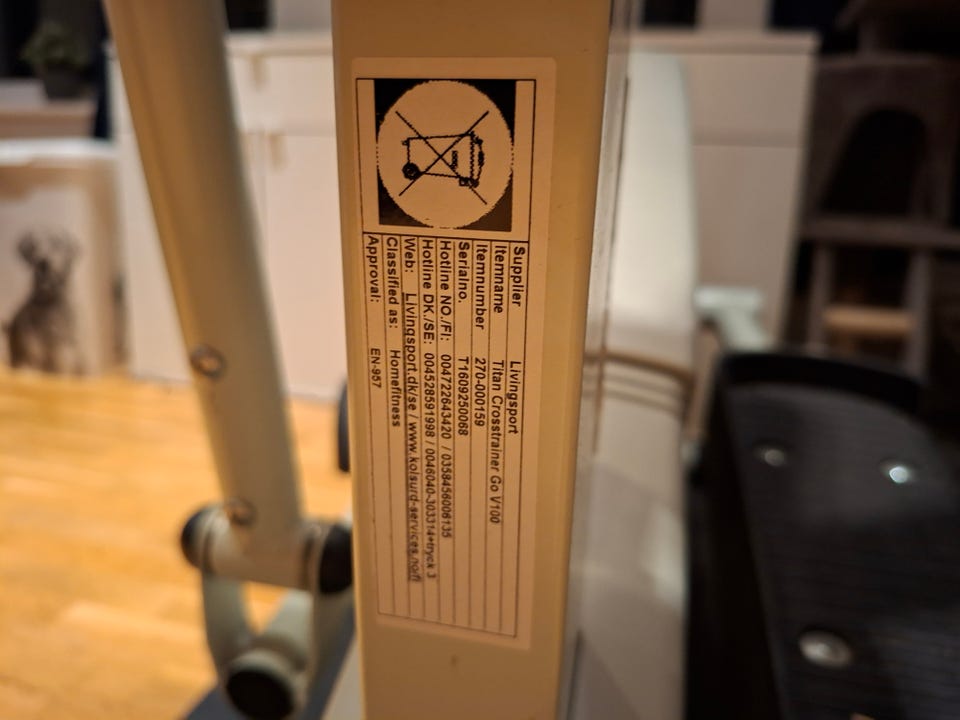 Supplier Livingsport
Itemname Titan Crosstrainer Go V100
Itemnumber 270-000159
Serialno. T1609250068
Hotline NO./FI: 004722643420 / 0358456006135
Hotline DK./SE: 004528591998 / 0046040-303314+tryck 3
Web: Livingsport.dk/se / www.kolsurd-services.no/fi
Classified as: Homefitness
Approval: EN-957